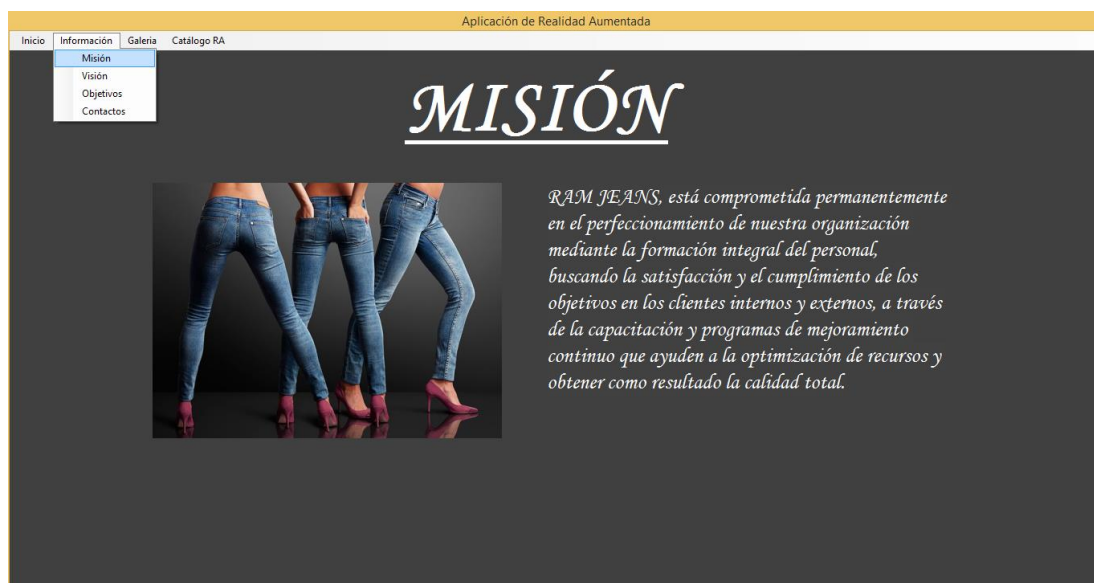 Aplicación de Realidad Aumentada
Inicio Información Galeria Catálogo RA
Misión
Visión
Objetivos
Contactos
MISIÓN
RAM JEANS, está comprometida permanentemente
en el perfeccionamiento de nuestra organización
mediante la formación integral del personal,
buscando la satisfacción y el cumplimiento de los
objetivos en los clientes internos y externos, a través
de la capacitación y programas de mejoramiento
continuo que ayuden a la optimización de recursos y
obtener como resultado la calidad total.